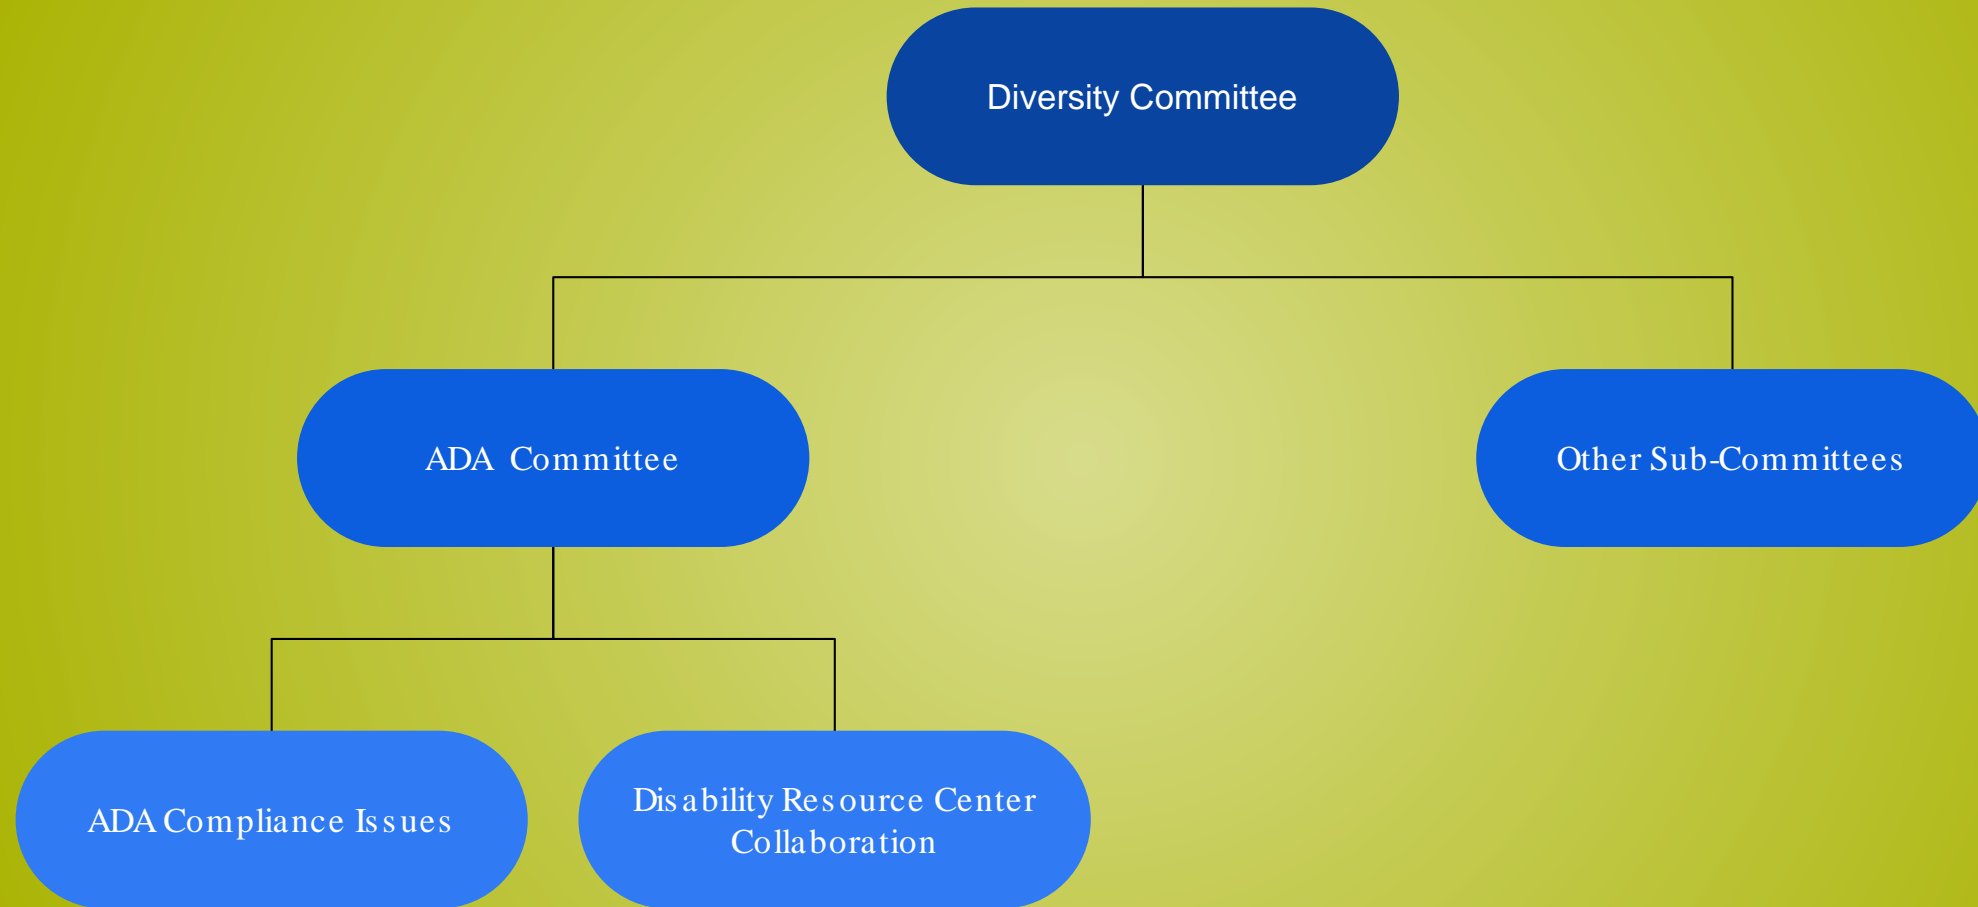 Diversity Committee
ADA Committee
Other Sub-Committees
ADA Compliance Issues
Disability Resource Center
Collaboration